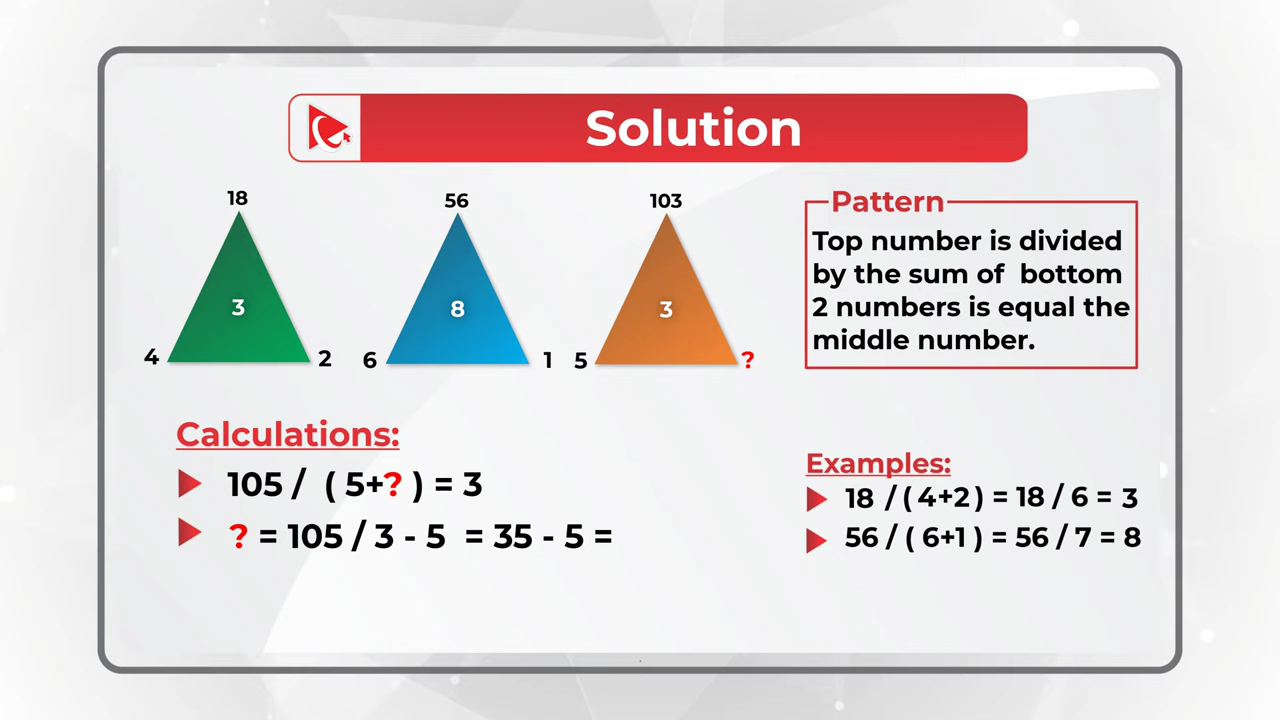 Solution
18
56
103
3
8
3
4
2
6
1
5
?
Pattern
Top number is divided
by the sum of bottom
2 numbers is equal the
middle number.
Calculations:
105 / ( 5+? ) = 3
? = 105 / 3 - 5 = 35 - 5 =
Examples:
18 / ( 4+2 ) = 18 / 6 = 3
56 / ( 6+1 ) = 56 / 7 = 8